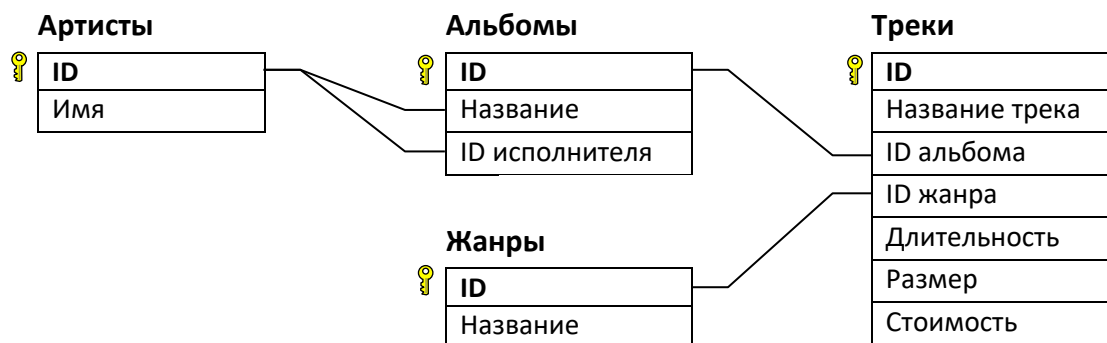 Артисты
ID
Имя
Альбомы
ID
Название
ID исполнителя
Жанры
ID
Название
Треки
ID
Название трека
ID альбома
ID жанра
Длительность
Размер
Стоимость